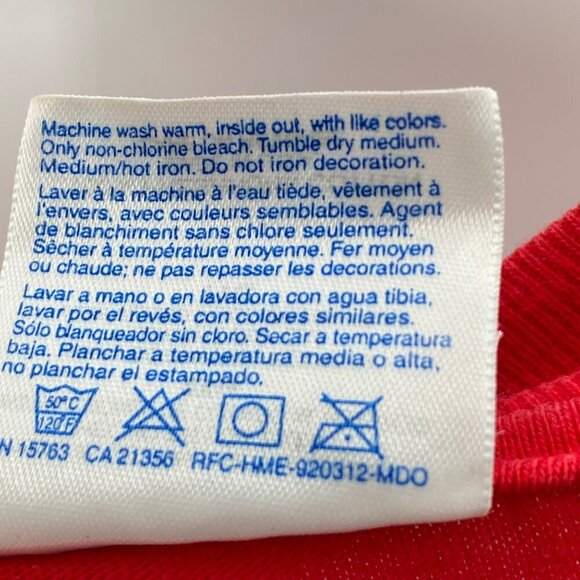 Machine wash warm, inside out, with like colors.
Only non-chlorine bleach. Tumble dry medium.
Medium/hot iron. Do not iron decoration.
Laver à la machine à l'eau tiède, vêtement à
l'envers, avec couleurs semblables. Agent
de blanchiment sans chlore seulement.
Sêcher à température moyenne. Fer moyen
ou chaude; ne pas repasser les decorations.
Lavar a mano o en lavadora con agua tibia,
lavar por el revés, con colores similares.
Sólo blanqueador sin cloro. Secar a temperatura
baja. Planchar a temperatura media o alta,
no planchar el estampado.
50°C
120°F
N 15763 CA 21356 RFC-HME-920312-MDO